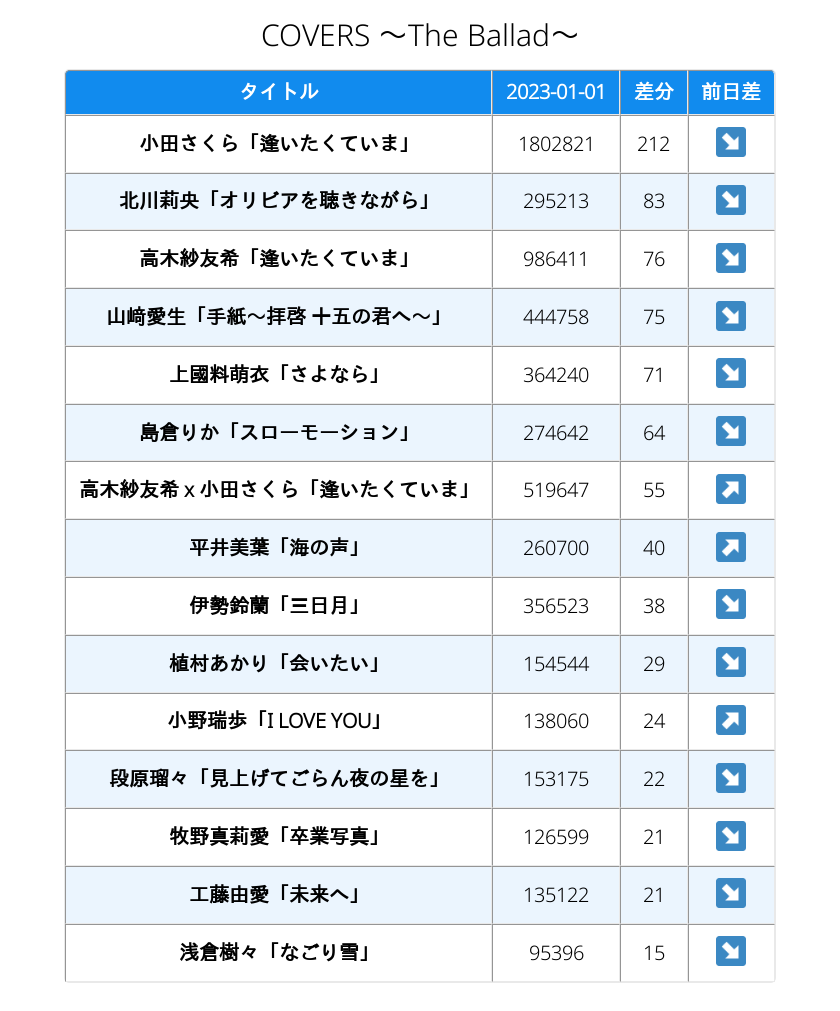 COVERS ～The Ballad～
タイトル 2023-01-01 差分 前日差
小田さくら「逢いたくていま」 1802821 212 ↘
北川莉央「オリビアを聴きながら」 295213 83 ↘
高木紗友希「逢いたくていま」 986411 76 ↘
山﨑愛生「手紙～拝啓 十五の君へ～」 444758 75 ↘
上國料萌衣「さよなら」 364240 71 ↘
島倉りか「スローモーション」 274642 64 ↘
高木紗友希 x 小田さくら「逢いたくていま」 519647 55 ↗
平井美葉「海の声」 260700 40 ↗
伊勢鈴蘭「三日月」 356523 38 ↘
植村あかり「会いたい」 154544 29 ↘
小野瑞歩「I LOVE YOU」 138060 24 ↗
段原瑠々「見上げてごらん夜の星を」 153175 22 ↘
牧野真莉愛「卒業写真」 126599 21 ↘
工藤由愛「未来へ」 135122 21 ↘
浅倉樹々「なごり雪」 95396 15 ↘